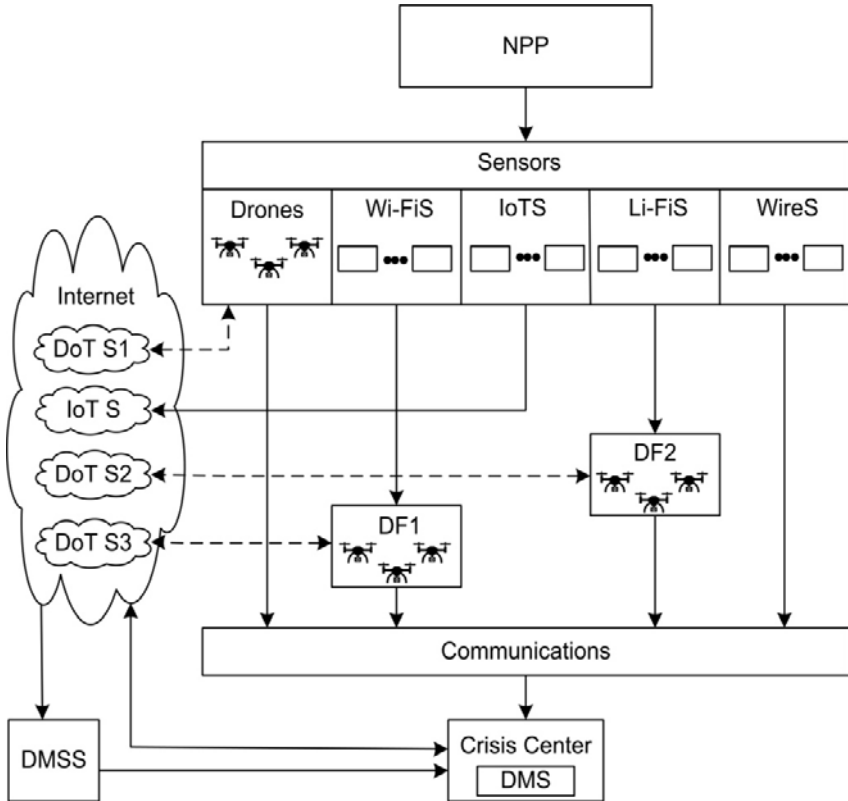 NPP
Sensors
Drones
Wi-FiS
IoTS
Li-FiS
WireS
Internet
DoT S1
IoT S
DoT S2
DoT S3
DF2
DF1
Communications
DMSS
Crisis Center
DMS